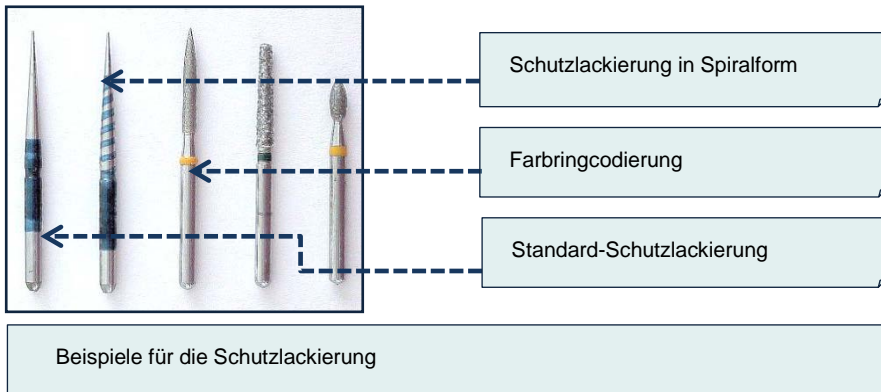 Schutzlackierung in Spiralform
Farbringcodierung
Standard-Schutzlackierung
Beispiele für die Schutzlackierung